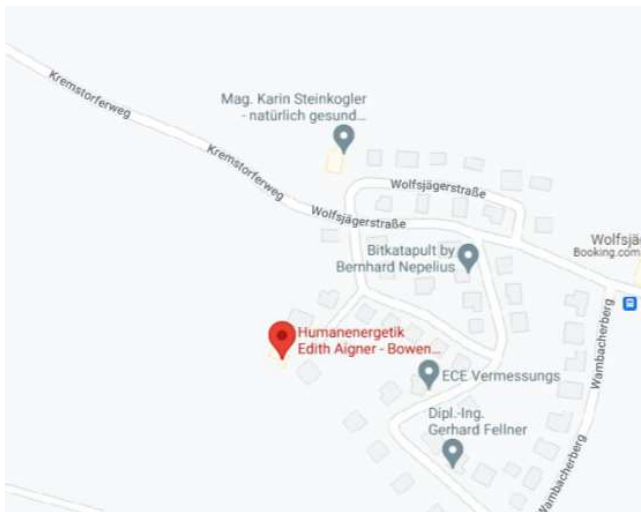 Kremstorferweg
Mag. Karin Steinkogler
- natürlich gesund...
Kremstorferweg
Wolfsjägerstraße
Wolfsjägerstraße
Bitkatapult by
Bernhard Nepelius
Wolfsjä
Booking.com
Humanenergetik
Edith Aigner - Bowen...
Wambacherberg
ECE Vermessungs
Dipl.-Ing.
Gerhard Fellner
Wambacherberg